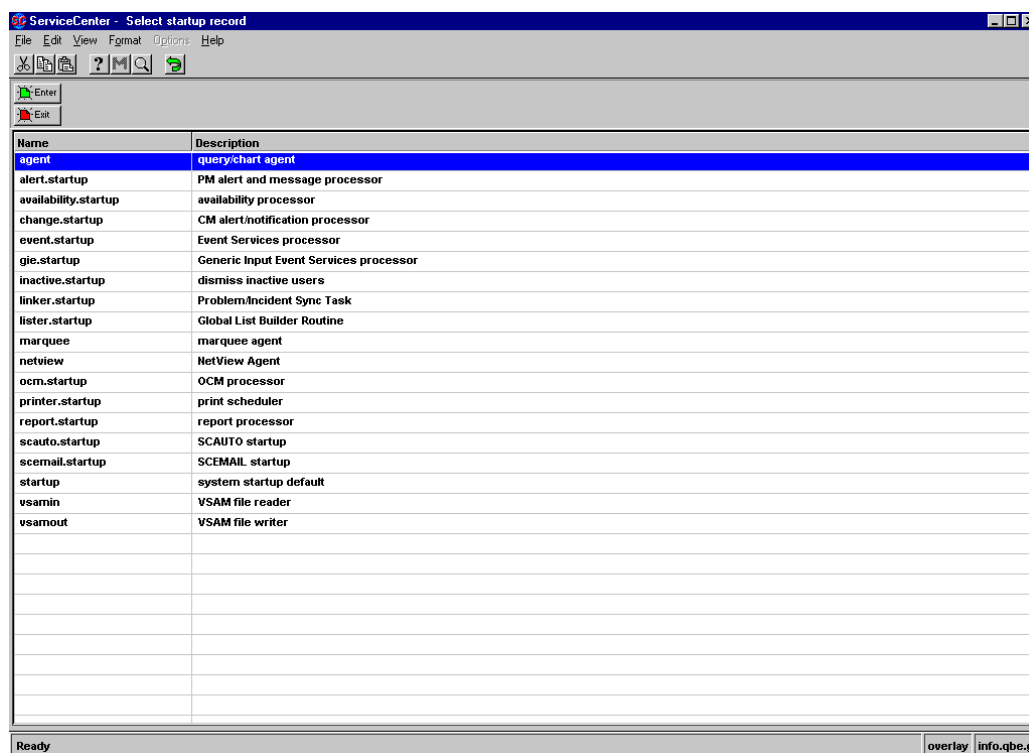 ServiceCenter - Select startup record
File Edit View Format Options Help
Enter
Exit
Name Description
agent query/chart agent
alert.startup PM alert and message processor
availability.startup availability processor
change.startup CM alert/notification processor
event.startup Event Services processor
gie.startup Generic Input Event Services processor
inactive.startup dismiss inactive users
linker.startup Problem/Incident Sync Task
lister.startup Global List Builder Routine
marquee marquee agent
netview NetView Agent
ocm.startup OCM processor
printer.startup print scheduler
report.startup report processor
scauto.startup SCAUTO startup
scemail.startup SCEMAIL startup
startup system startup default
vsamin VSAM file reader
vsamout VSAM file writer
Ready overlay info.qbe.